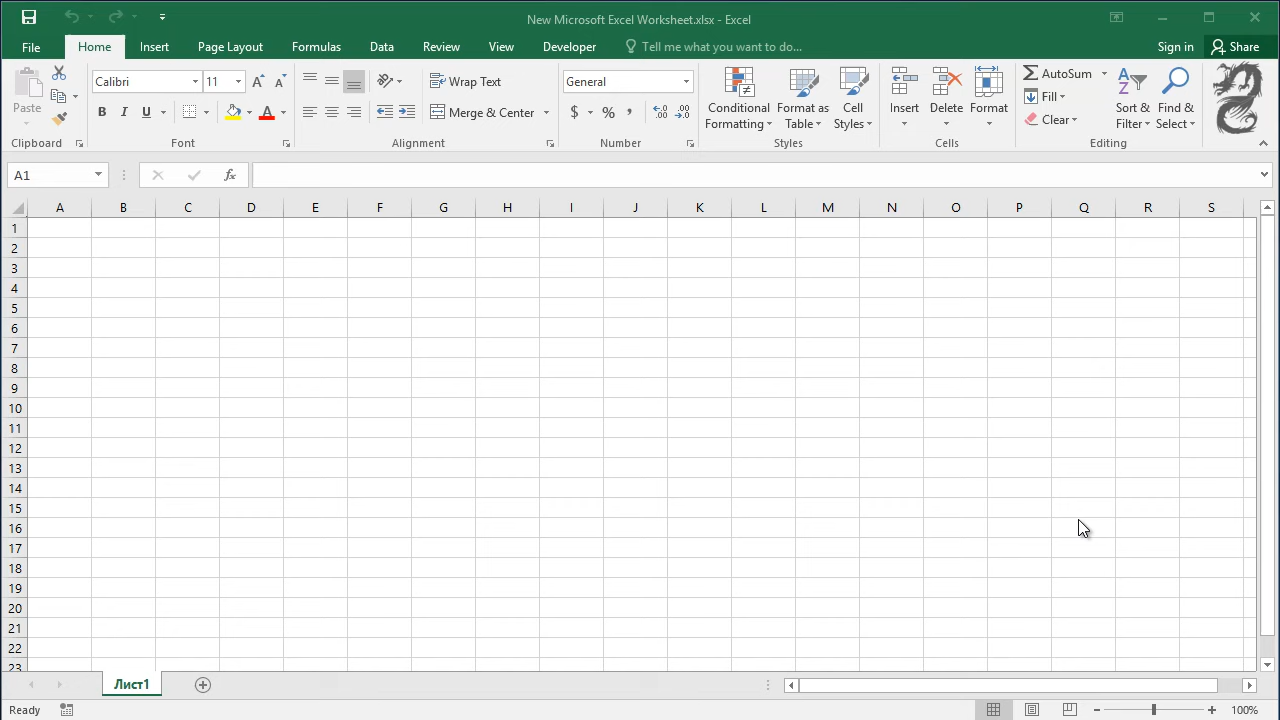 New Microsoft Excel Worksheet.xlsx - Excel
File Home Insert Page Layout Formulas Data Review View Developer Tell me what you want to do... Sign in Share
Paste
Clipboard
Calibri 11
B I U A
Font
Wrap Text
Merge & Center
Alignment
General
$ % ,
Number
Conditional Formatting
Format as Table
Cell Styles
Styles
Insert Delete Format
Cells
AutoSum
Fill
Clear
Sort & Filter
Find & Select
Editing
A1 fx
A B C D E F G H I J K L M N O P Q R S
1
2
3
4
5
6
7
8
9
10
11
12
13
14
15
16
17
18
19
20
21
22
23
Лист1
Ready 100%